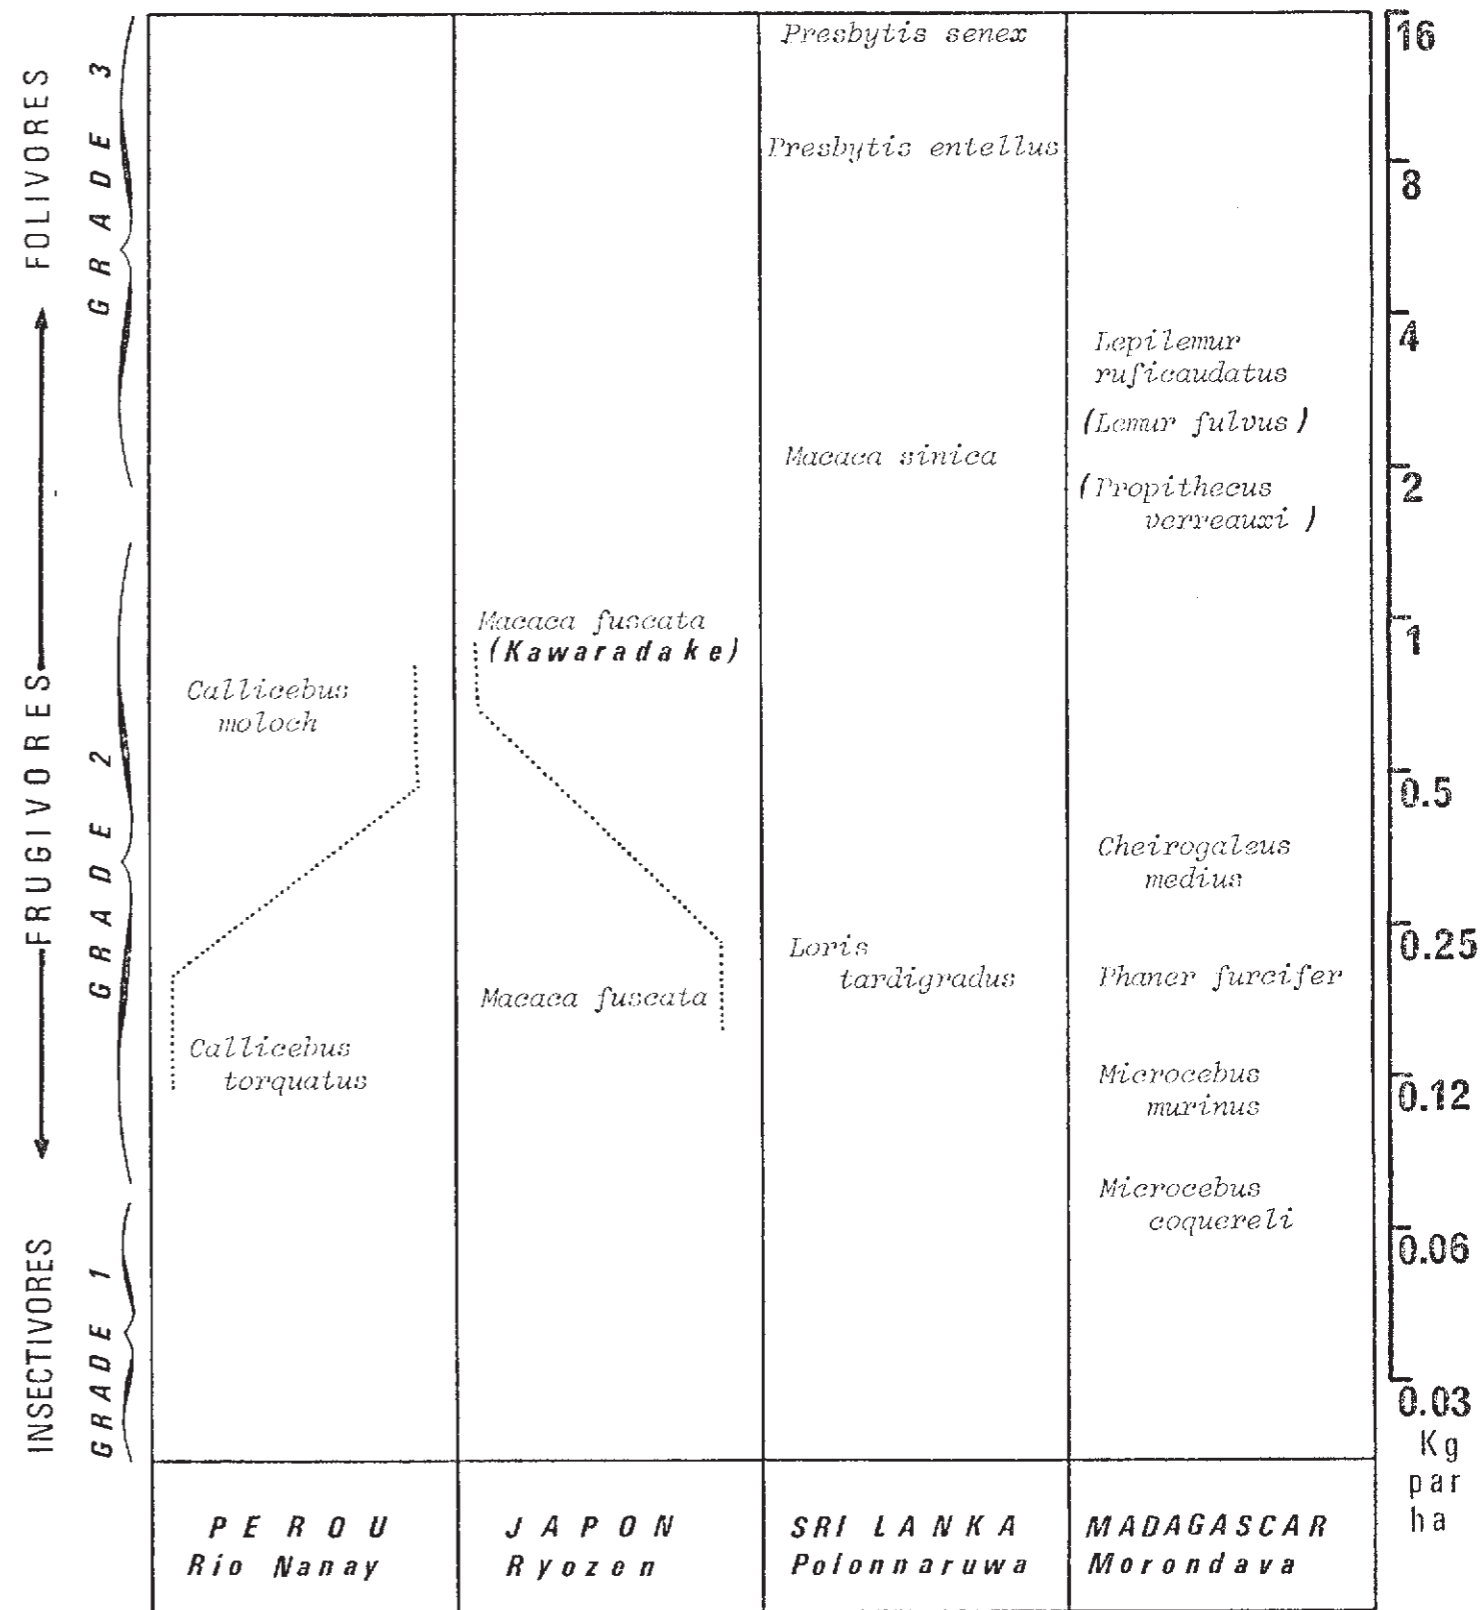 FOLIVORES
FRUGIVORES
INSECTIVORES
GRADE 3
GRADE 2
GRADE 1
Callicebus
moloch
Callicebus
torquatus
Macaca fuscata
(Kawaradake)
Macaca fuscata
Presbytis senex
Presbytis entellus
Macaca sinica
Loris
tardigradus
Lepilemur
ruficaudatus
(Lemur fulvus)
(Propithecus
verreauxi)
Cheirogaleus
medius
Phaner furcifer
Microcebus
murinus
Microcebus
coquereli
16
8
4
2
1
0.5
0.25
0.12
0.06
0.03
Kg
par
ha
PEROU
Rio Nanay
JAPON
Ryozen
SRI LANKA
Polonnaruwa
MADAGASCAR
Morondava